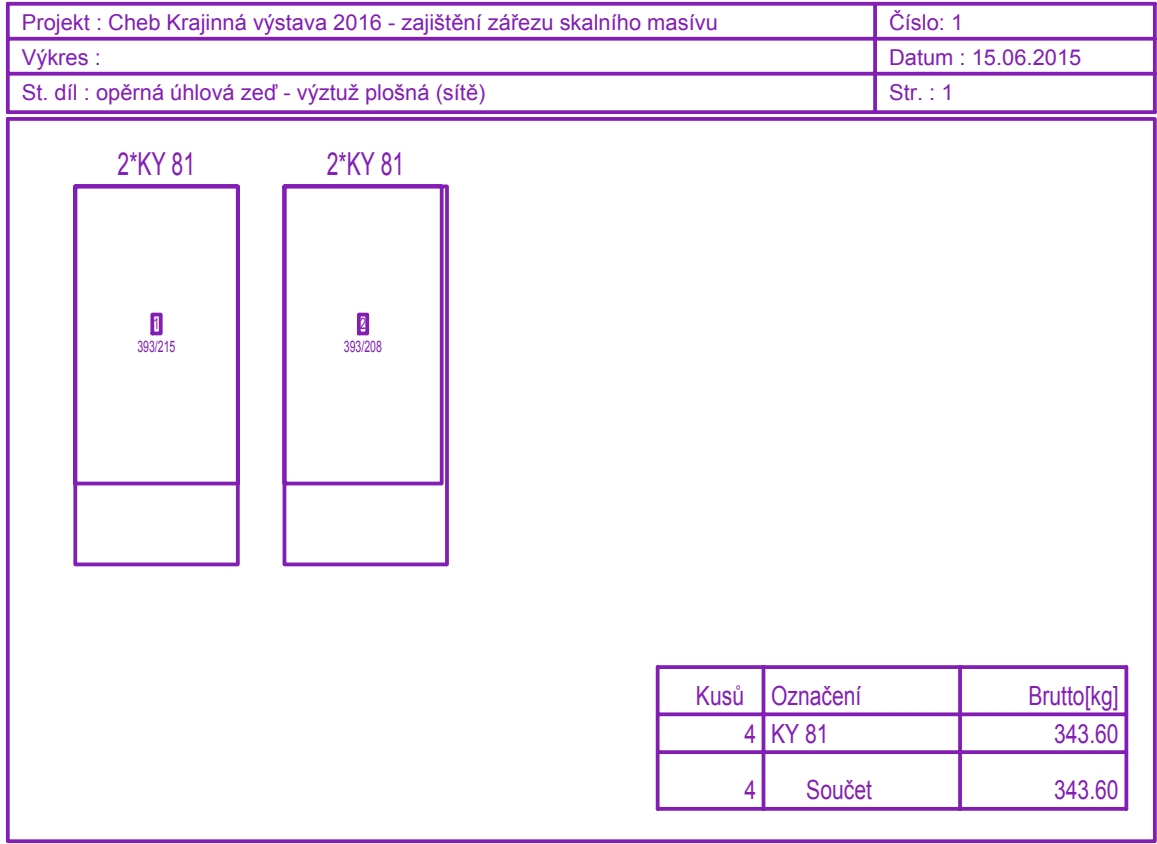 Projekt : Cheb Krajinná výstava 2016 - zajištění zářezu skalního masívu Číslo: 1
Výkres : Datum : 15.06.2015
St. díl : opěrná úhlová zeď - výztuž plošná (sítě) Str. : 1
2*KY 81 2*KY 81
1 2
393/215 393/208
Kusů Označení Brutto[kg]
4 KY 81 343.60
4 Součet 343.60